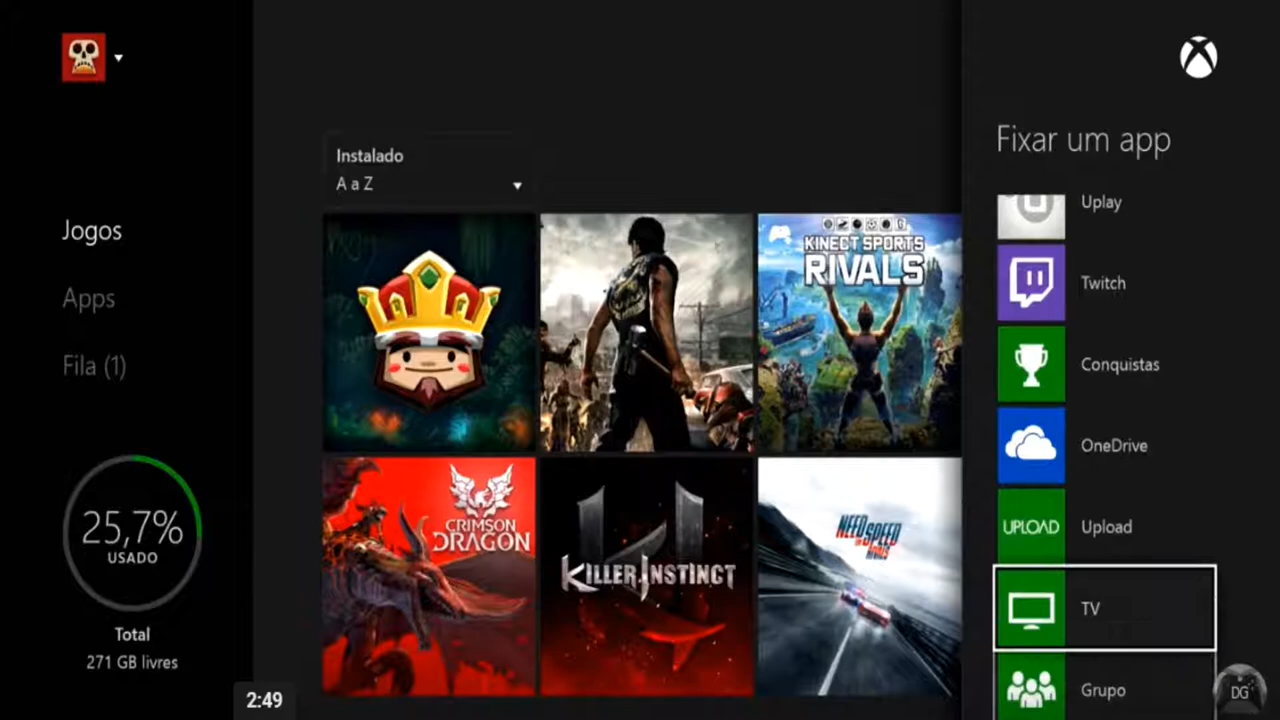 Jogos
Apps
Fila (1)
25,7%
USADO
Total
271 GB livres
2:49
Instalado
A a Z
KINECT SPORTS
RIVALS
CRIMSON
DRAGON
KILLER INSTINCT
NEED FOR SPEED
RIVALS
Fixar um app
Uplay
Twitch
Conquistas
OneDrive
UPLOAD
Upload
TV
Grupo
DG